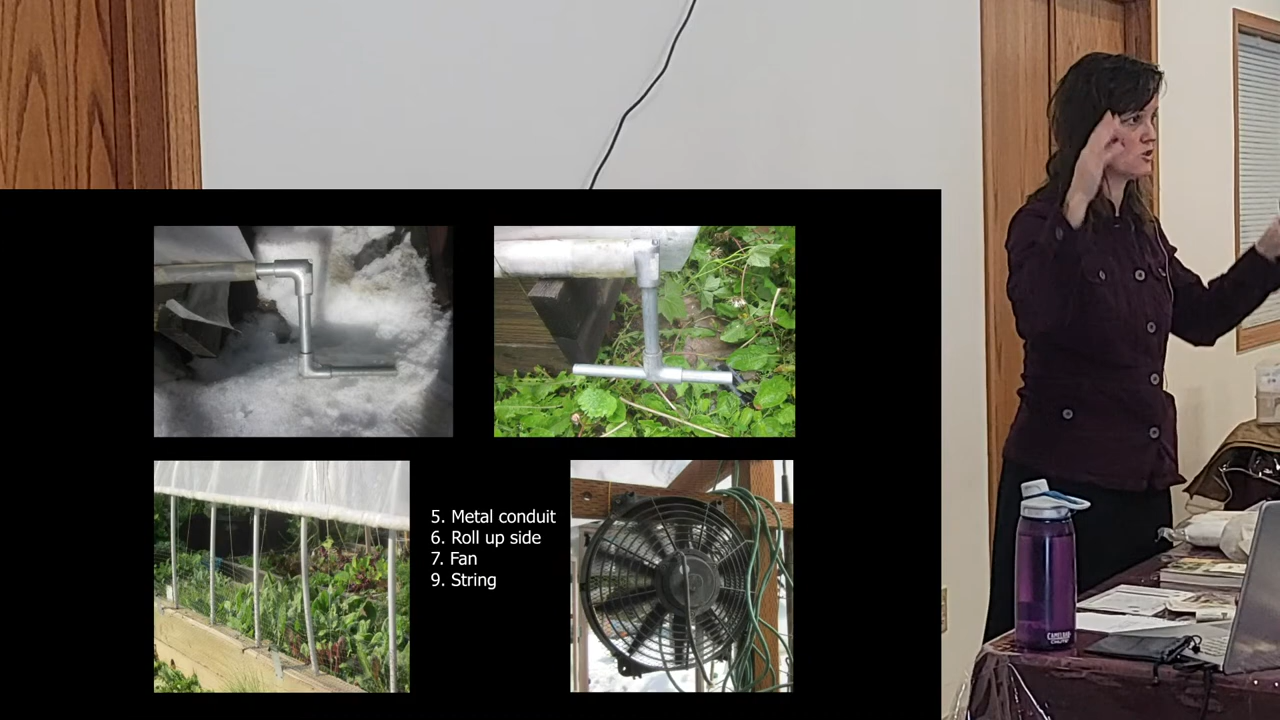 5. Metal conduit
6. Roll up side
7. Fan
9. String
CAMELBAK